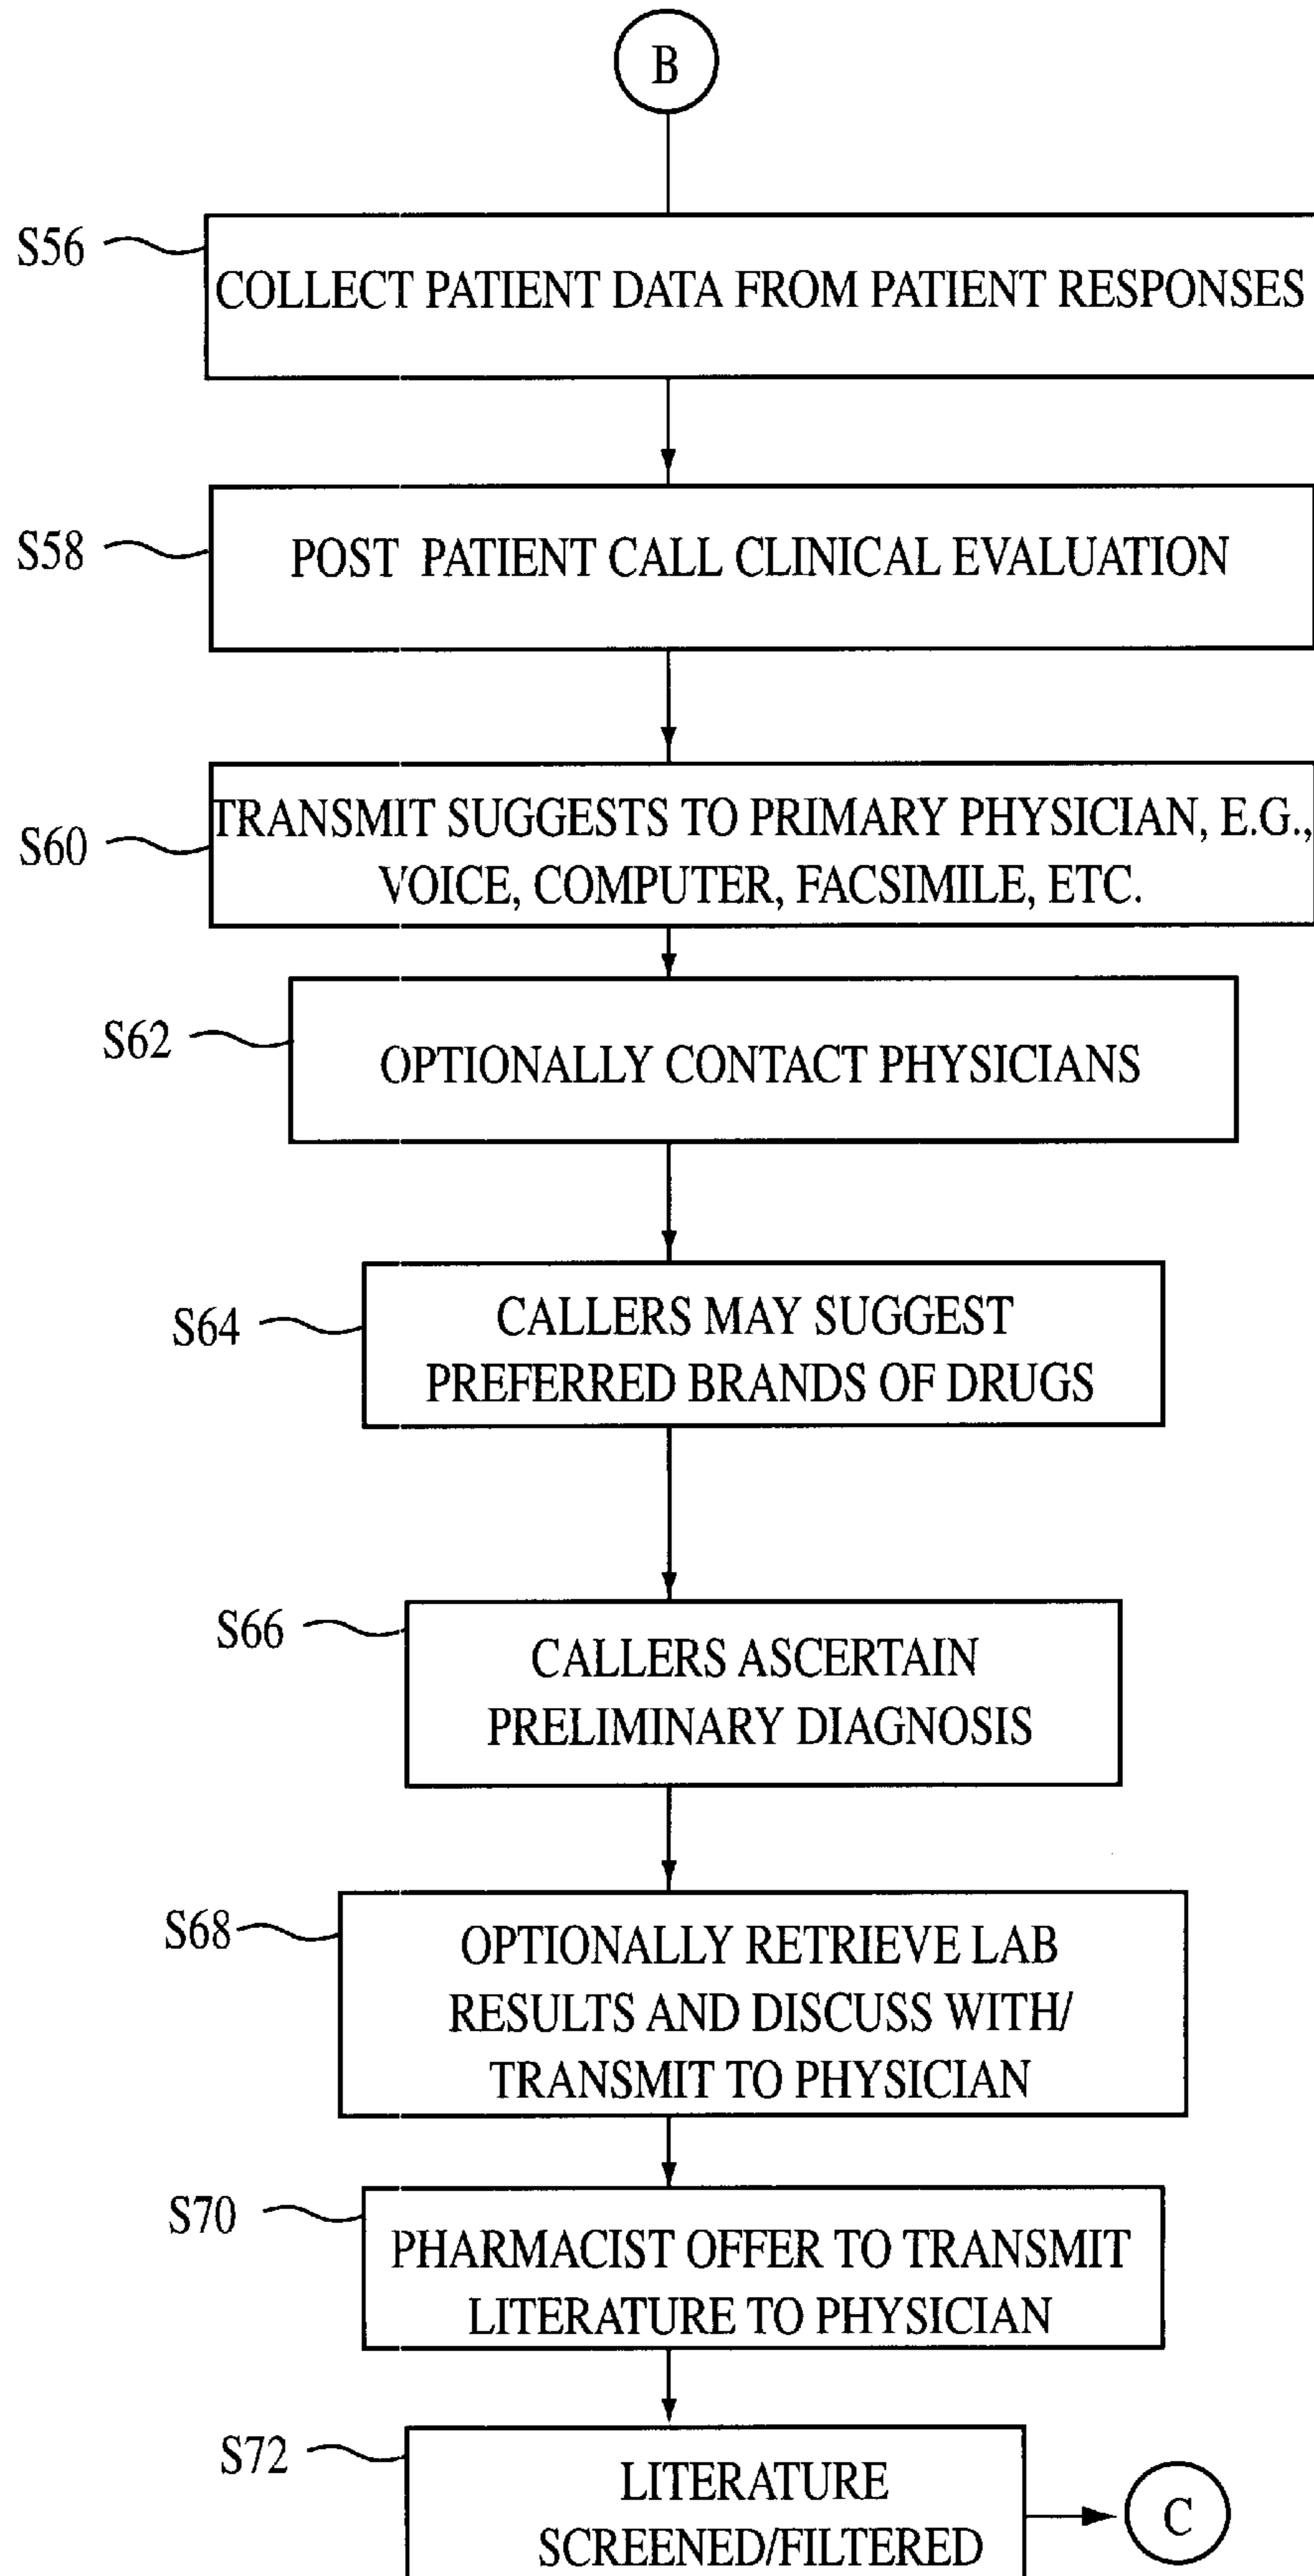 B
S56
COLLECT PATIENT DATA FROM PATIENT RESPONSES
S58
POST PATIENT CALL CLINICAL EVALUATION
S60
TRANSMIT SUGGESTS TO PRIMARY PHYSICIAN, E.G.,
VOICE, COMPUTER, FACSIMILE, ETC.
S62
OPTIONALLY CONTACT PHYSICIANS
S64
CALLERS MAY SUGGEST
PREFERRED BRANDS OF DRUGS
S66
CALLERS ASCERTAIN
PRELIMINARY DIAGNOSIS
S68
OPTIONALLY RETRIEVE LAB
RESULTS AND DISCUSS WITH/
TRANSMIT TO PHYSICIAN
S70
PHARMACIST OFFER TO TRANSMIT
LITERATURE TO PHYSICIAN
S72
LITERATURE
SCREENED/FILTERED
C